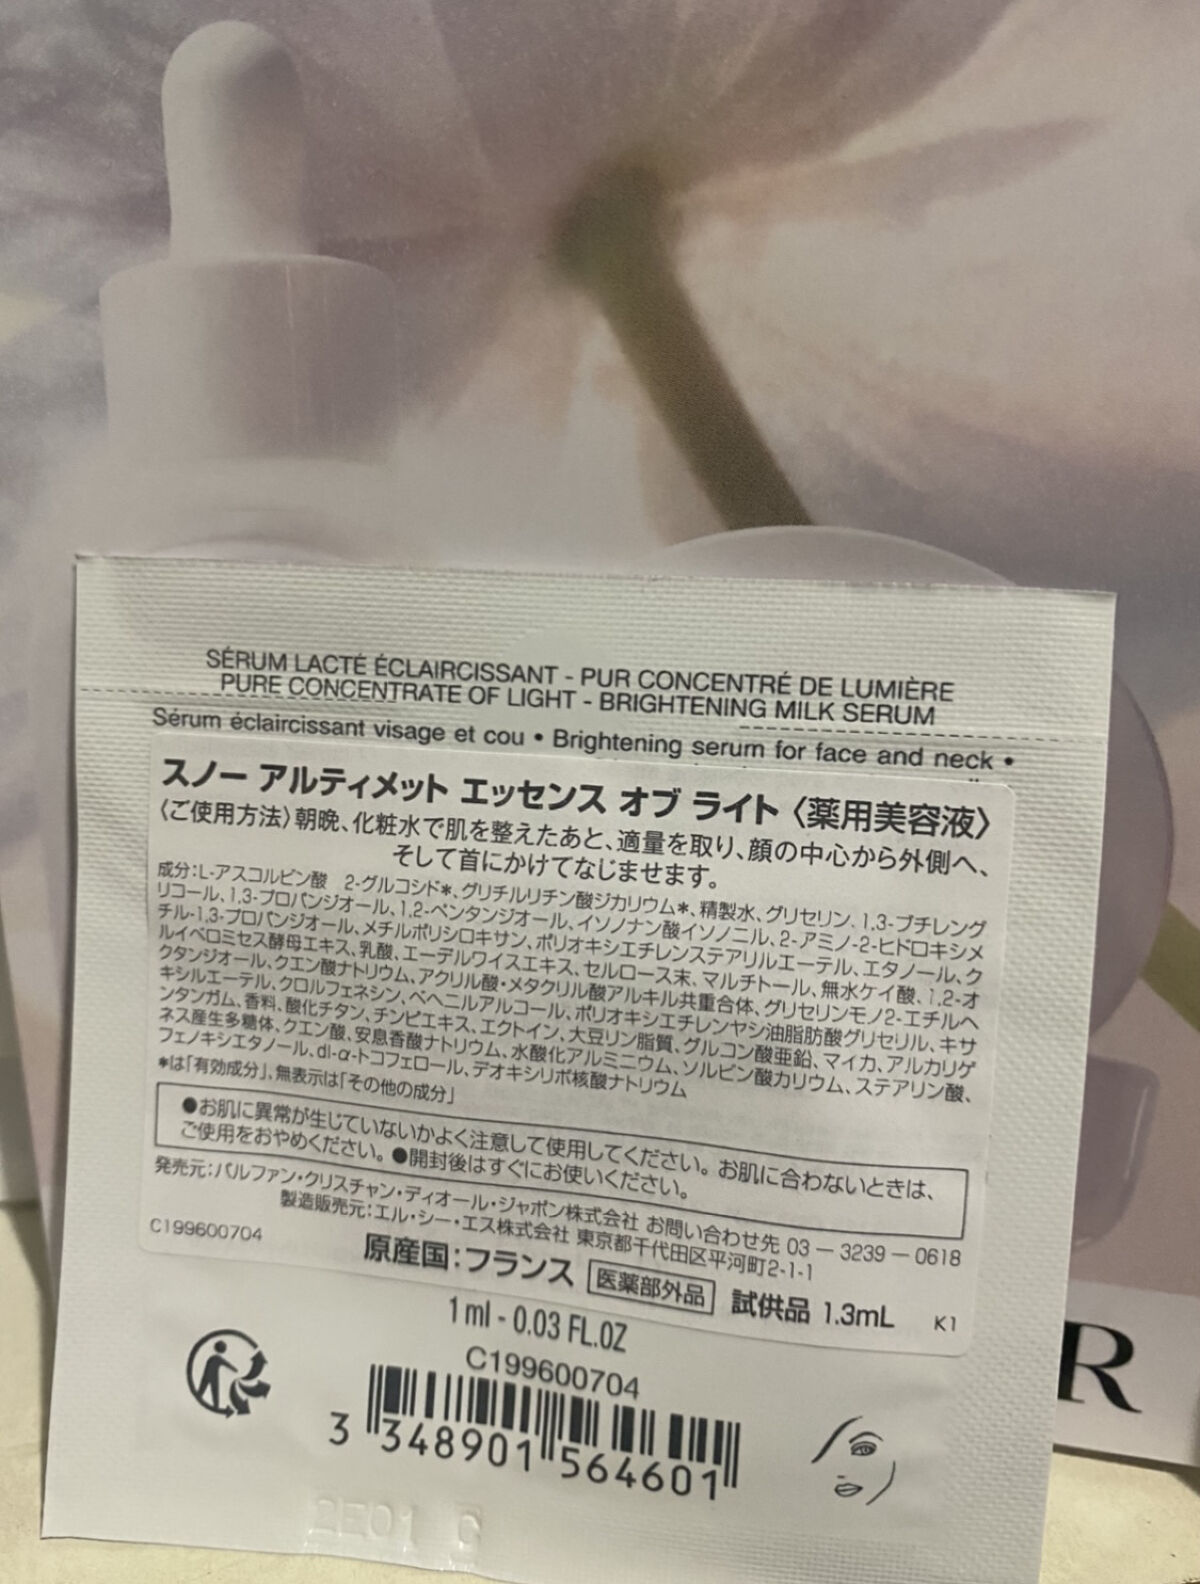 SÉRUM LACTÉ ÉCLAIRCISSANT - PUR CONCENTRÉ DE LUMIÈRE
PURE CONCENTRATE OF LIGHT - BRIGHTENING MILK SERUM
Sérum éclaircissant visage et cou • Brightening serum for face and neck •
スノー アルティメット エッセンス オブ ライト〈薬用美容液〉
〈ご使用方法〉朝晩、化粧水で肌を整えたあと、適量を取り、顔の中心から外側へ、
そして首にかけてなじませます。
成分：L-アスコルビン酸 2-グルコシド*、グリチルリチン酸ジカリウム*、精製水、グリセリン、1,3-ブチレング
リコール、1,3-プロパンジオール、1,2-ペンタンジオール、イソノナン酸イソノニル、2-アミノ-2-ヒドロキシメ
チル-1,3-プロパンジオール、メチルポリシロキサン、ポリオキシエチレンステアリルエーテル、エタノール、ク
ルイベロミセス酵母エキス、乳酸、エーデルワイスエキス、セルロース末、マルチトール、無水ケイ酸、1,2-オ
クタンジオール、クエン酸ナトリウム、アクリル酸・メタクリル酸アルキル共重合体、グリセリンモノ2-エチルヘ
キシルエーテル、クロルフェネシン、ベヘニルアルコール、ポリオキシエチレンヤシ油脂肪酸グリセリル、キサ
ンタンガム、香料、酸化チタン、チンピエキス、エクトイン、大豆リン脂質、グルコン酸亜鉛、マイカ、アルカリゲ
ネス産生多糖体、クエン酸、安息香酸ナトリウム、水酸化アルミニウム、ソルビン酸カリウム、ステアリン酸、
フェノキシエタノール、dl-α-トコフェロール、デオキシリボ核酸ナトリウム
*は「有効成分」、無表示は「その他の成分」
●お肌に異常が生じていないかよく注意して使用してください。お肌に合わないときは、
ご使用をおやめください。●開封後はすぐにお使いください。
発売元：パルファン・クリスチャン・ディオール・ジャポン株式会社 お問い合わせ先 03－3239－0618
製造販売元：エル・シー・エス株式会社 東京都千代田区平河町2-1-1
C199600704
原産国：フランス 医薬部外品 試供品 1.3mL K1
1 ml - 0.03 FL.OZ
C199600704
3 348901 564601
2E01 C
R